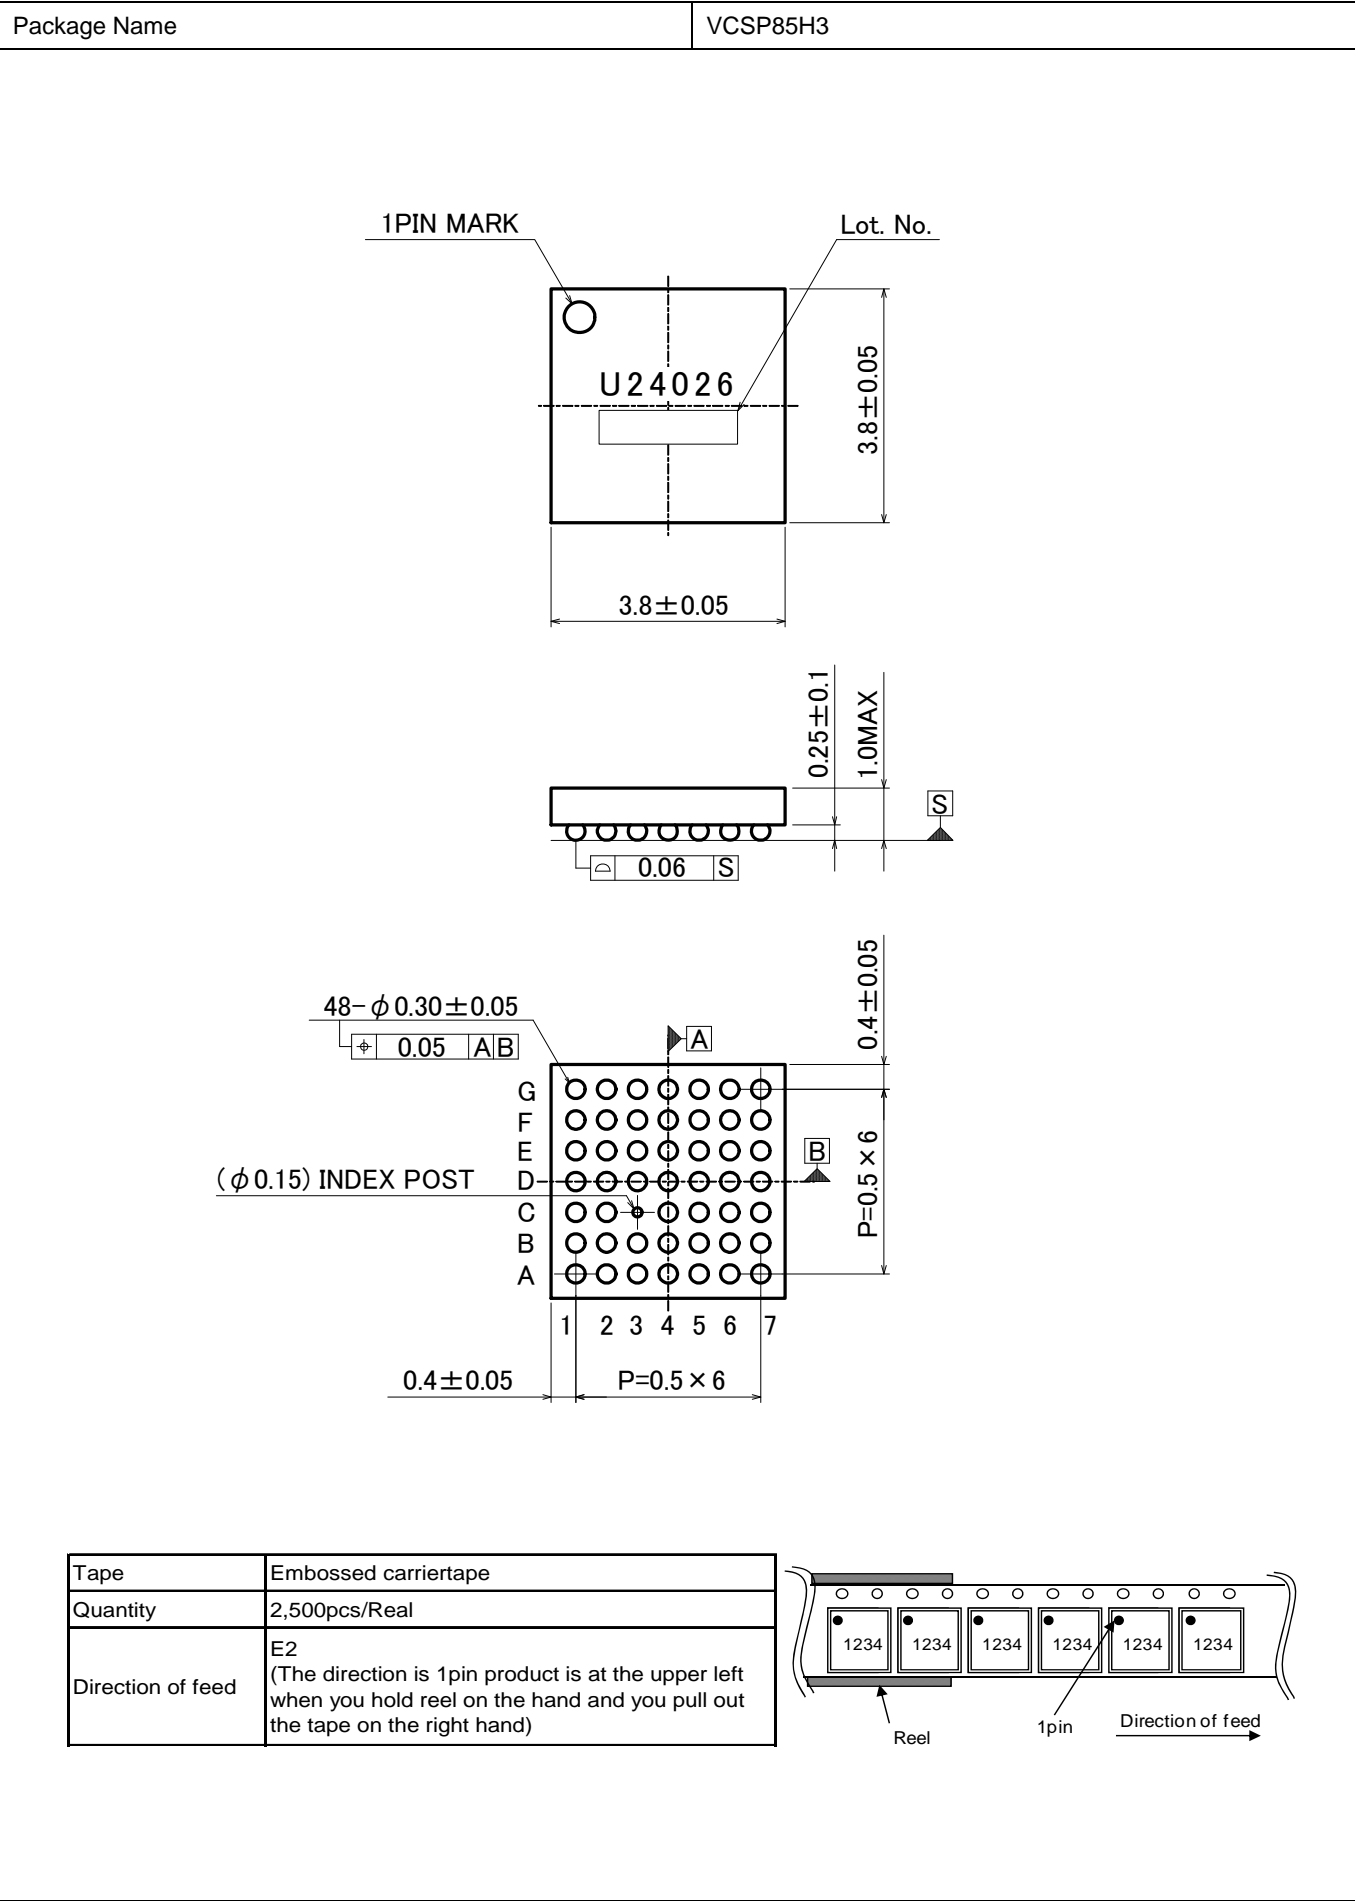 Package Name
VCSP85H3
1PIN MARK
Lot. No.
U24026
3.8±0.05
3.8±0.05
0.25±0.1
1.0MAX
S
0.06 S
0.4±0.05
48-φ0.30±0.05
0.05 A B
A
G
F
E
B
(φ0.15) INDEX POST
D
P=0.5×6
C
B
A
1 2 3 4 5 6 7
0.4±0.05
P=0.5×6
Tape
Embossed carriertape
Quantity
2,500pcs/Real
Direction of feed
E2
(The direction is 1pin product is at the upper left
when you hold reel on the hand and you pull out
the tape on the right hand)
1234 1234 1234 1234 1234 1234
Reel
1pin
Direction of feed